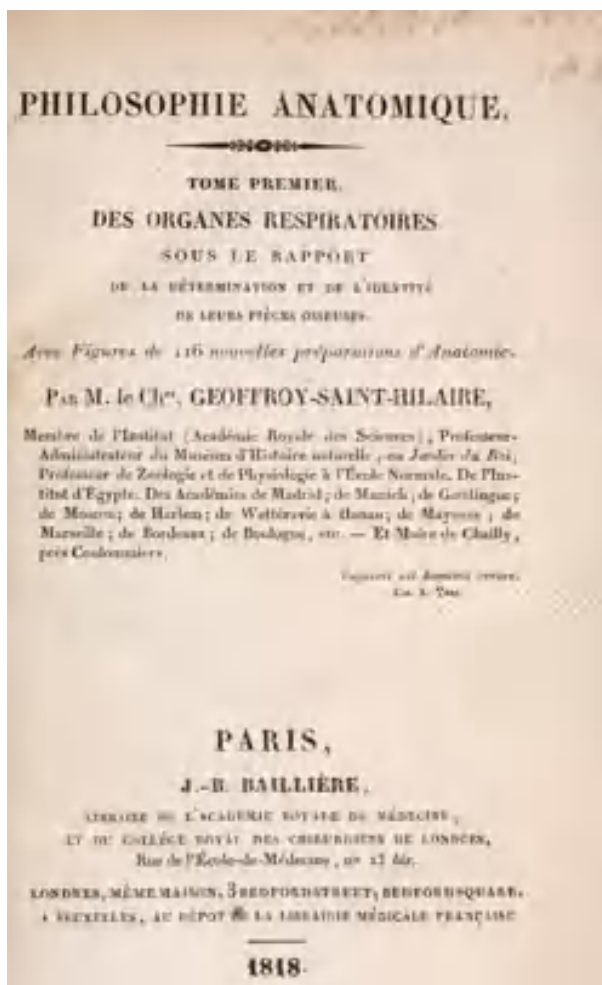 PHILOSOPHIE ANATOMIQUE.
TOME PREMIER.
DES ORGANES RESPIRATOIRES
SOUS LE RAPPORT
DE LA DÉTERMINATION ET DE L'IDENTITÉ
DE LEURS PIÈCES OSSEUSES.
Avec Figures de 116 nouvelles préparations d'Anatomie.
PAR M. le Ch.er. GEOFFROY-SAINT-HILAIRE,
Membre de l'Institut (Académie Royale des Sciences), Professeur-
Administrateur du Muséum d'Histoire naturelle, au Jardin du Roi;
Professeur de Zoologie et de Physiologie à l'École Normale. De l'Ins-
titut d'Égypte. Des Académies de Madrid; de Munich; de Goettingue;
de Moscou; de Harlem; de Wettéravie à Hanau; de Mayence; de
Marseille; de Bordeaux; de Boulogne, etc. — Et Maire de Chailly,
près Coulommiers.
PARIS,
J.-B. BAILLIÈRE,
LIBRAIRE DE L'ACADÉMIE ROYALE DE MÉDECINE,
ET DU COLLÉGE ROYAL DES CHIRURGIENS DE LONDRES,
Rue de l'École-de-Médecine, n° 13 bis.
LONDRES, MÊME MAISON, 3 BEDFORD STREET, BEDFORD SQUARE.
A BRUXELLES, AU DÉPOT DE LA LIBRAIRIE MÉDICALE FRANÇAISE
1818.